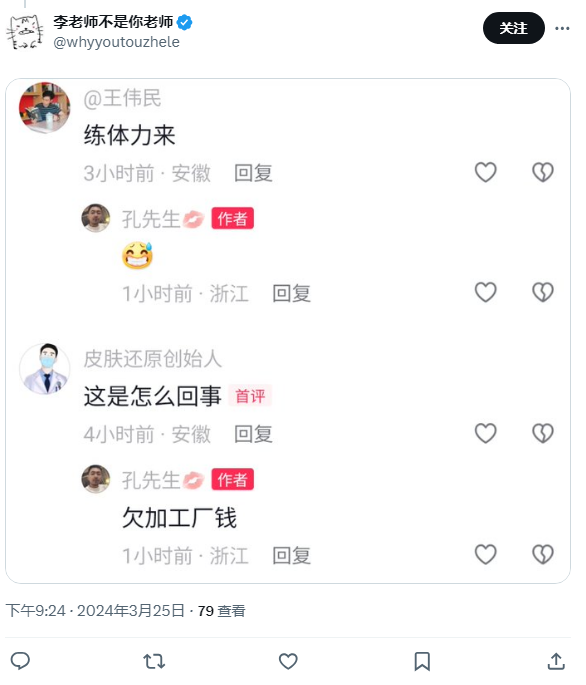 李老师不是你老师
@whyyoutouzhele
关注
@王伟民
练体力来
3小时前 · 安徽 回复
孔先生 作者
1小时前 · 浙江 回复
皮肤还原创始人
这是怎么回事 首评
4小时前 · 安徽 回复
孔先生 作者
欠加工厂钱
1小时前 · 浙江 回复
下午9:24 · 2024年3月25日 · 79 查看